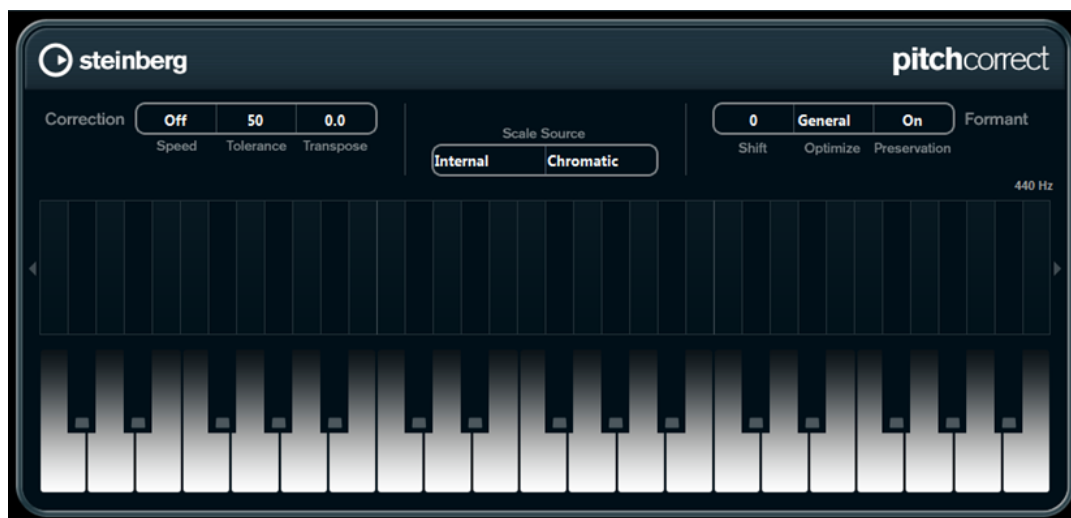 steinberg
pitchcorrect
Correction Off 50 0.0
Speed Tolerance Transpose
Scale Source
Internal Chromatic
0 General On Formant
Shift Optimize Preservation
440 Hz